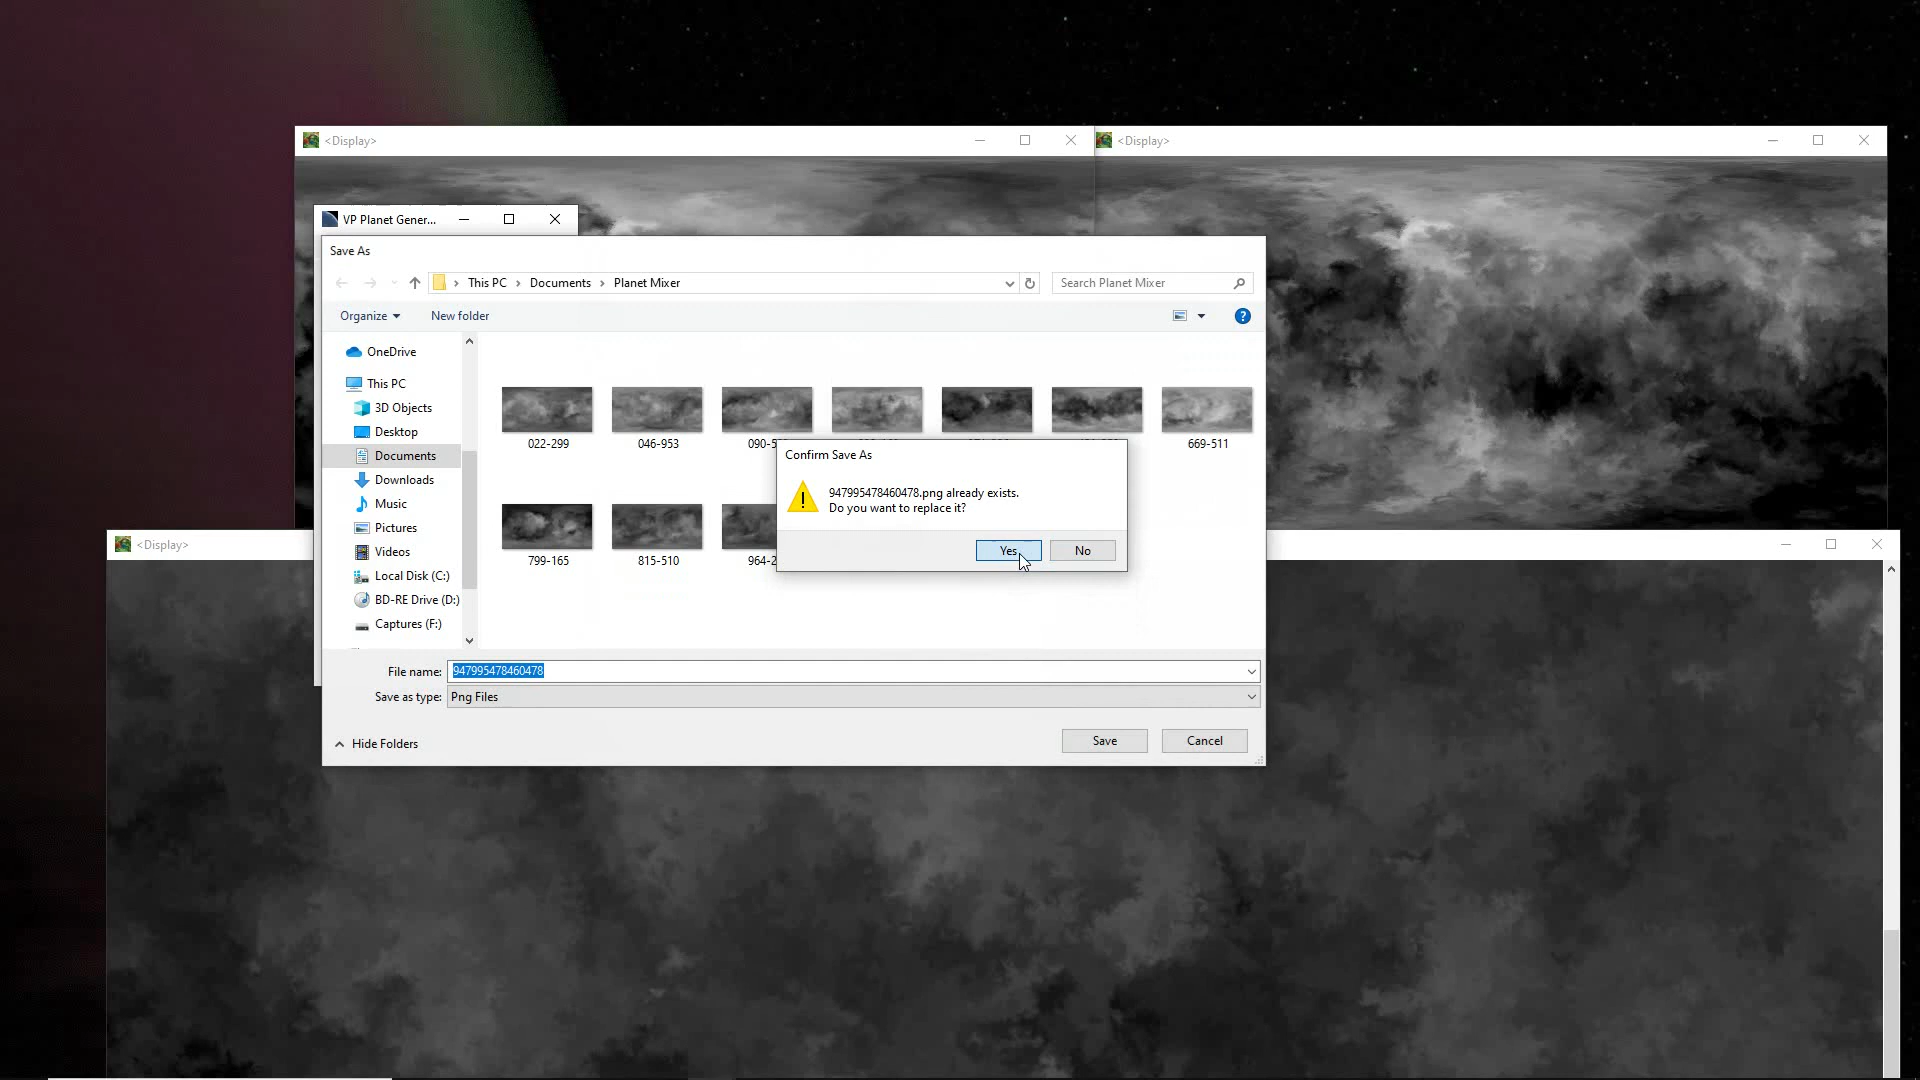 <Display>
<Display>
VP Planet Gener...
Save As
This PC > Documents > Planet Mixer
Search Planet Mixer
Organize
New folder
?
OneDrive
This PC
3D Objects
Desktop
Documents
Downloads
Music
Pictures
Videos
Local Disk (C:)
BD-RE Drive (D:)
Captures (F:)
022-299
046-953
090-5
669-511
799-165
815-510
964-2
Confirm Save As
947995478460478.png already exists.
Do you want to replace it?
Yes
No
<Display>
File name:
947995478460478
Save as type:
Png Files
Hide Folders
Save
Cancel